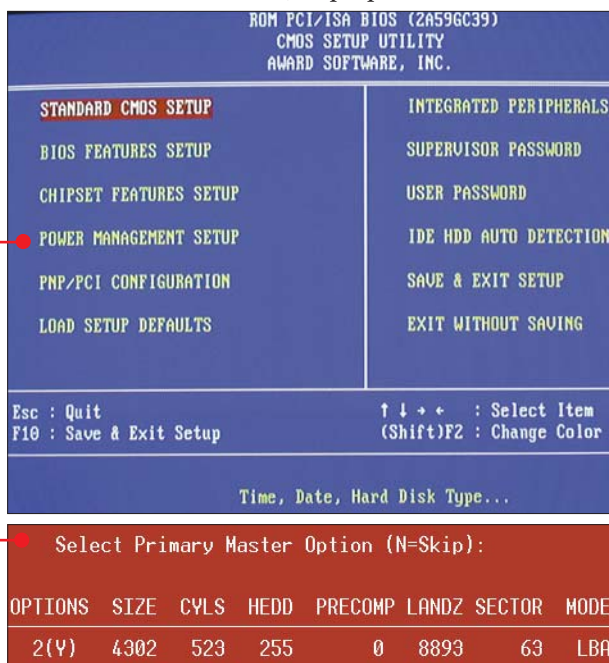 ROM PCI/ISA BIOS (2A59GC39)
CMOS SETUP UTILITY
AWARD SOFTWARE, INC.
STANDARD CMOS SETUP
BIOS FEATURES SETUP
CHIPSET FEATURES SETUP
POWER MANAGEMENT SETUP
PNP/PCI CONFIGURATION
LOAD SETUP DEFAULTS
INTEGRATED PERIPHERALS
SUPERVISOR PASSWORD
USER PASSWORD
IDE HDD AUTO DETECTION
SAVE & EXIT SETUP
EXIT WITHOUT SAVING
Esc : Quit ↑ ↓ → ← : Select Item
F10 : Save & Exit Setup (Shift)F2 : Change Color
Time, Date, Hard Disk Type...
Select Primary Master Option (N=Skip):
OPTIONS SIZE CYLS HEDD PRECOMP LANDZ SECTOR MODE
2(Y) 4302 523 255 0 8893 63 LBA